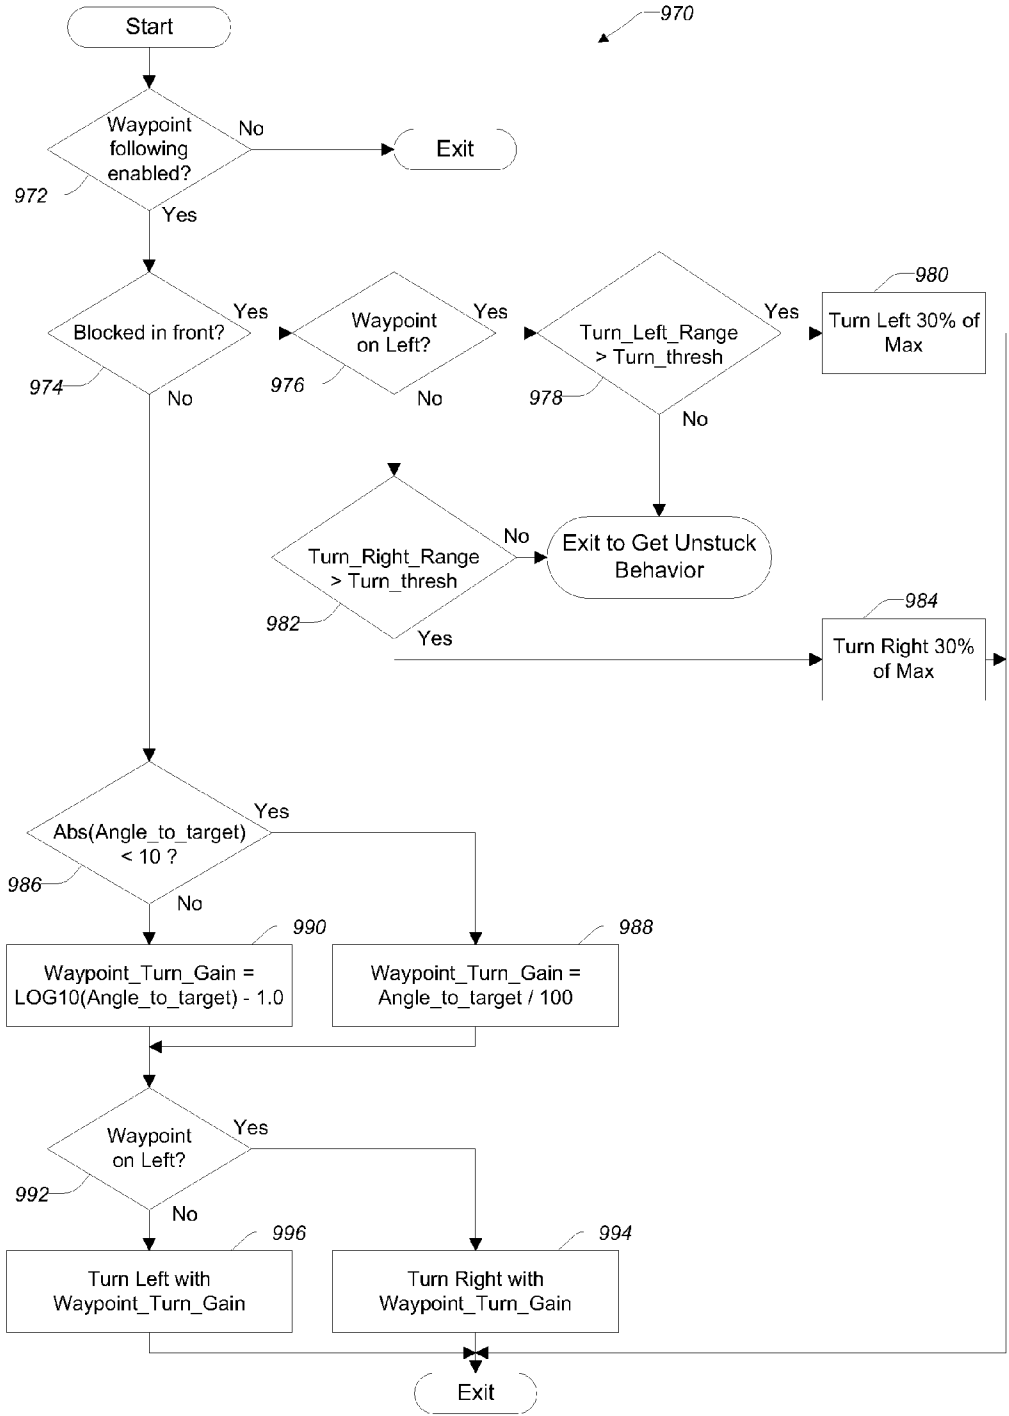 Start
970
Waypoint
following
enabled?
No
Exit
972
Yes
Blocked in front?
Yes
974
No
Waypoint
on Left?
Yes
976
No
Turn_Left_Range
> Turn_thresh
Yes
978
No
980
Turn Left 30% of
Max
Turn_Right_Range
> Turn_thresh
No
982
Yes
Exit to Get Unstuck
Behavior
984
Turn Right 30%
of Max
Abs(Angle_to_target)
< 10 ?
Yes
986
No
990
Waypoint_Turn_Gain =
LOG10(Angle_to_target) - 1.0
988
Waypoint_Turn_Gain =
Angle_to_target / 100
Waypoint
on Left?
Yes
992
No
996
Turn Left with
Waypoint_Turn_Gain
994
Turn Right with
Waypoint_Turn_Gain
Exit